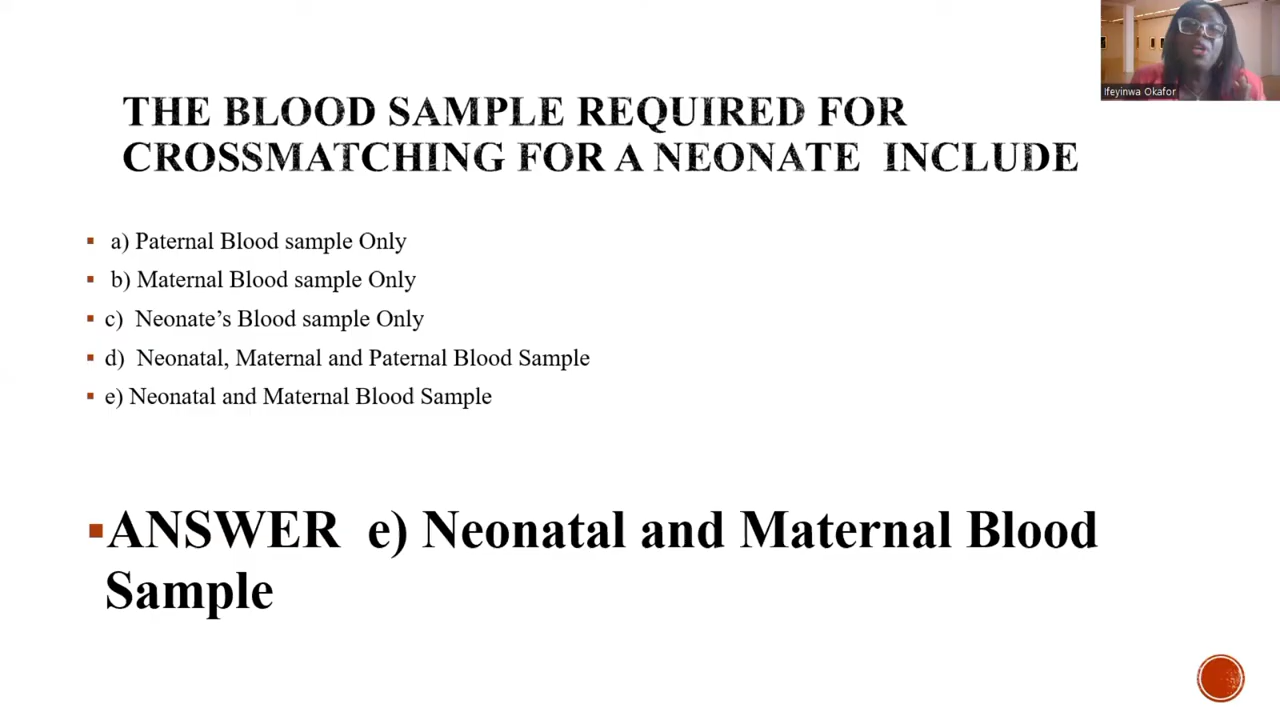 Ifeyinwa Okafor
THE BLOOD SAMPLE REQUIRED FOR
CROSSMATCHING FOR A NEONATE INCLUDE
a) Paternal Blood sample Only
b) Maternal Blood sample Only
c) Neonate’s Blood sample Only
d) Neonatal, Maternal and Paternal Blood Sample
e) Neonatal and Maternal Blood Sample
ANSWER e) Neonatal and Maternal Blood
Sample